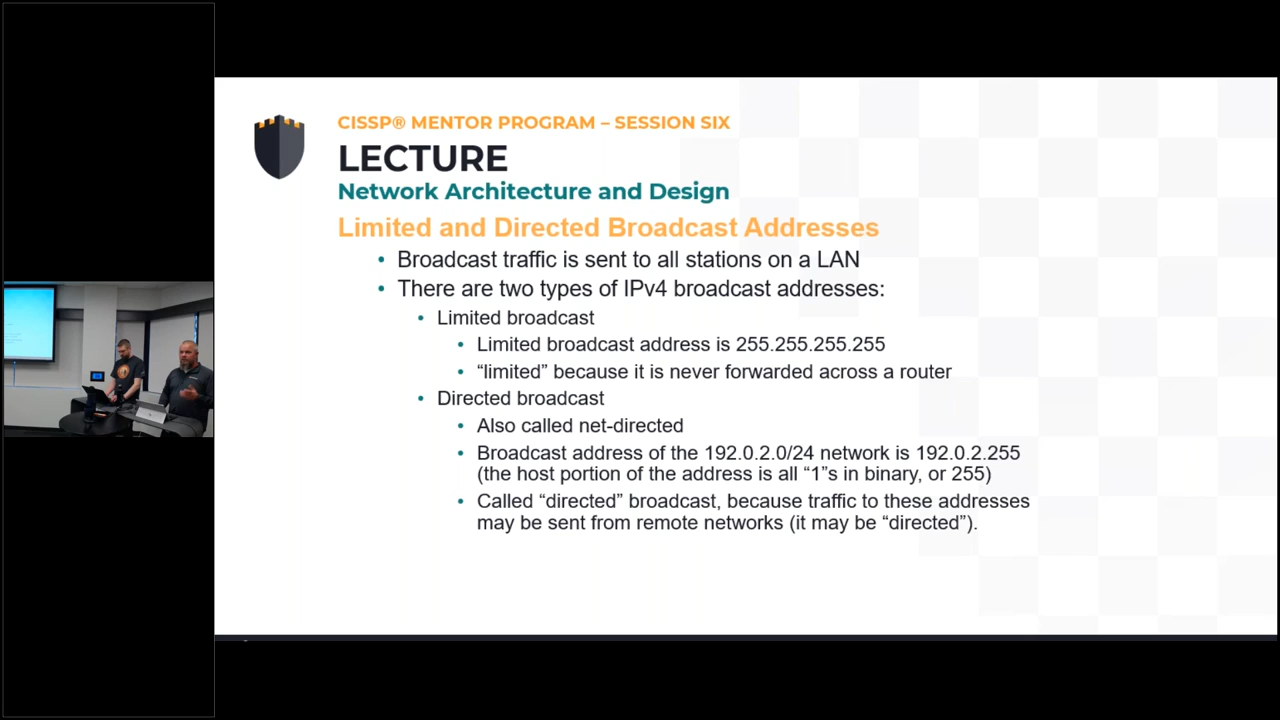 CISSP® MENTOR PROGRAM – SESSION SIX
LECTURE
Network Architecture and Design
Limited and Directed Broadcast Addresses
• Broadcast traffic is sent to all stations on a LAN
• There are two types of IPv4 broadcast addresses:
• Limited broadcast
• Limited broadcast address is 255.255.255.255
• “limited” because it is never forwarded across a router
• Directed broadcast
• Also called net-directed
• Broadcast address of the 192.0.2.0/24 network is 192.0.2.255
(the host portion of the address is all “1”s in binary, or 255)
• Called “directed” broadcast, because traffic to these addresses
may be sent from remote networks (it may be “directed”).